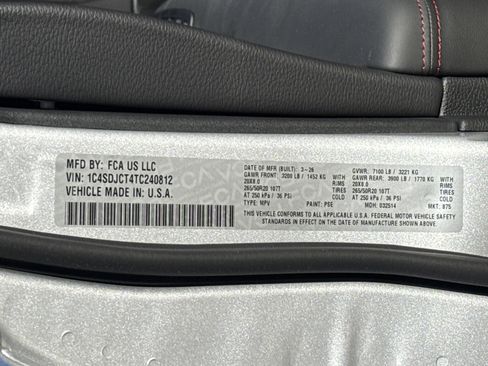 MFD BY: FCA US LLC
VIN: 1C4SDJCT4TC240812
VEHICLE MADE IN U.S.A.
DATE OF MFR (BUILT): 3-26 GVWR: 7100 LB / 3221 KG
GAWR FRONT: 3200 LB / 1452 KG GAWR REAR: 3900 LB / 1770 KG
20X8.0 RIMS 20X8.0 RIMS
265/50R20 107T TIRES 265/50R20 107T TIRES
AT 250 kPa / 36 PSI COLD AT 250 kPa / 36 PSI COLD
THIS VEHICLE CONFORMS TO ALL APPLICABLE U.S.A. FEDERAL MOTOR VEHICLE SAFETY
STANDARDS IN EFFECT ON THE DATE OF MANUFACTURE SHOWN ABOVE.
TYPE: MPV PAINT: PSE MDH: 032514 MKT: 875